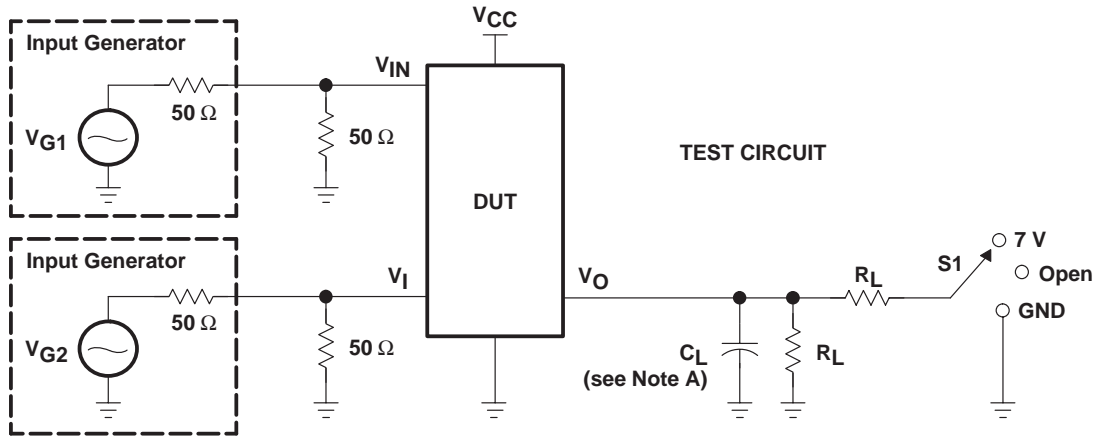 Input Generator
VG1
50 Ω
50 Ω
VIN
VCC
DUT
TEST CIRCUIT
Input Generator
VG2
50 Ω
50 Ω
VI
VO
CL
(see Note A)
RL
RL
S1
7 V
Open
GND